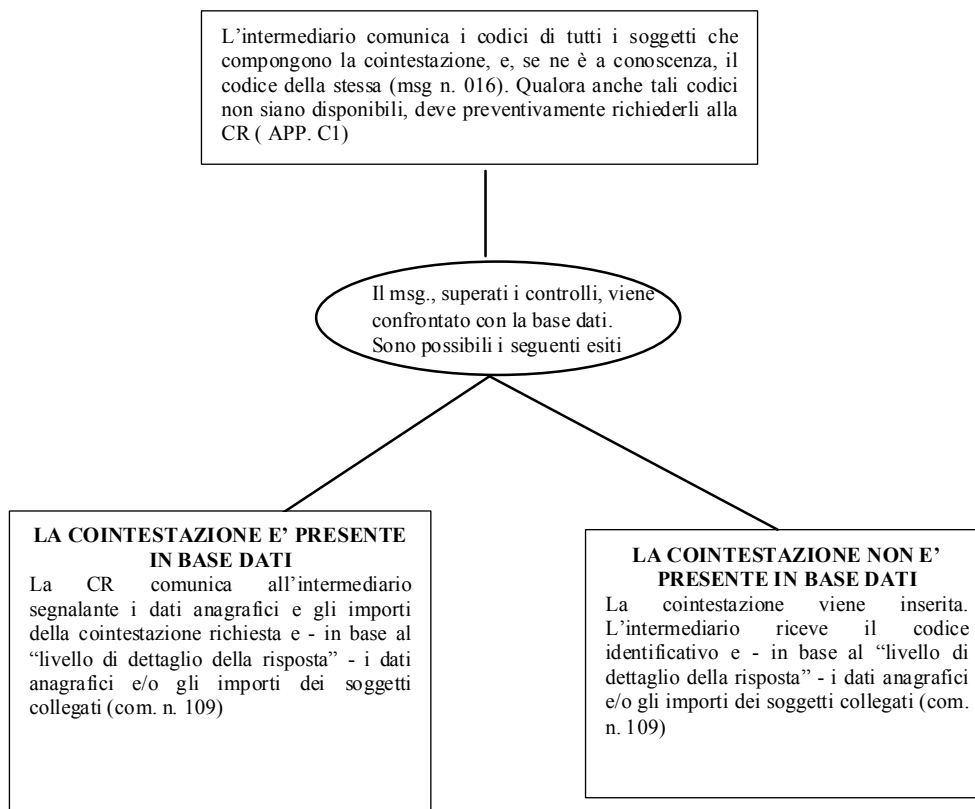 L'intermediario comunica i codici di tutti i soggetti che
compongono la cointestazione, e, se ne è a conoscenza, il
codice della stessa (msg n. 016). Qualora anche tali codici
non siano disponibili, deve preventivamente richiederli alla
CR ( APP. C1)
Il msg., superati i controlli, viene
confrontato con la base dati.
Sono possibili i seguenti esiti
LA COINTESTAZIONE E' PRESENTE
IN BASE DATI
La CR comunica all'intermediario
segnalante i dati anagrafici e gli importi
della cointestazione richiesta e - in base al
“livello di dettaglio della risposta” - i dati
anagrafici e/o gli importi dei soggetti
collegati (com. n. 109)
LA COINTESTAZIONE NON E'
PRESENTE IN BASE DATI
La cointestazione viene inserita.
L'intermediario riceve il codice
identificativo e - in base al “livello di
dettaglio della risposta” - i dati anagrafici
e/o gli importi dei soggetti collegati (com.
n. 109)